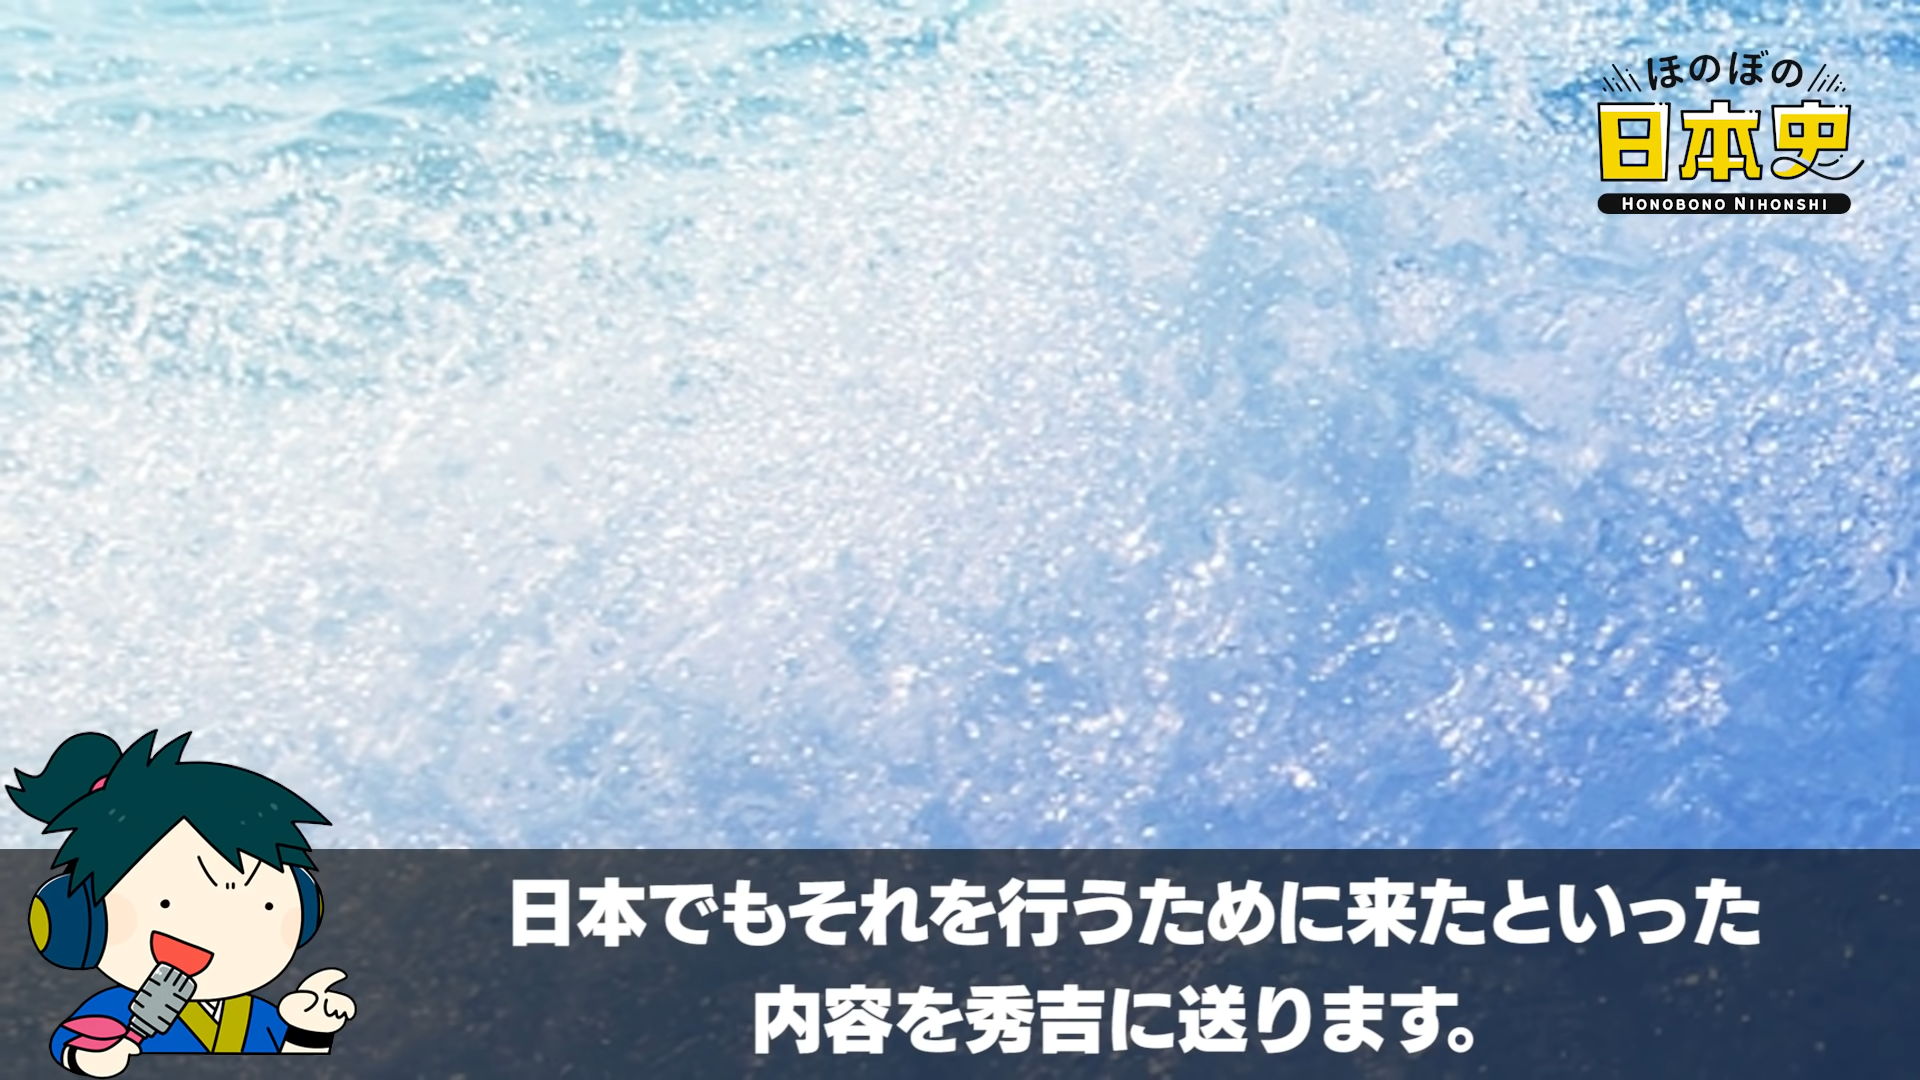 ほのぼの
日本史
HONOBONO NIHONSHI
日本でもそれを行うために来たといった
内容を秀吉に送ります。